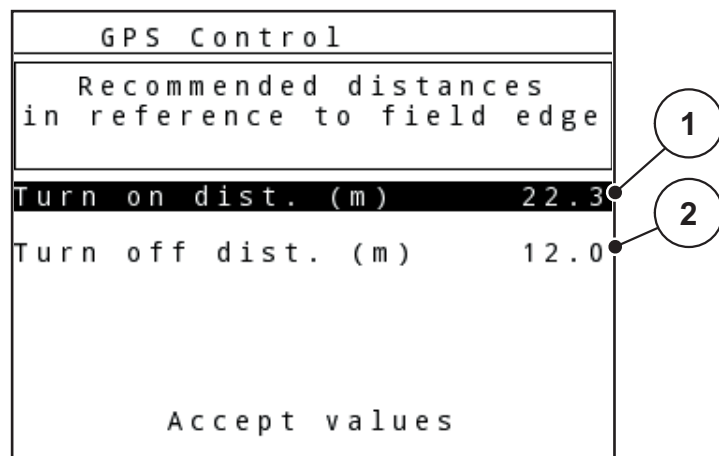 GPS Control
Recommended distances
in reference to field edge
Turn on dist. (m) 22.3
1
Turn off dist. (m) 12.0
2
Accept values